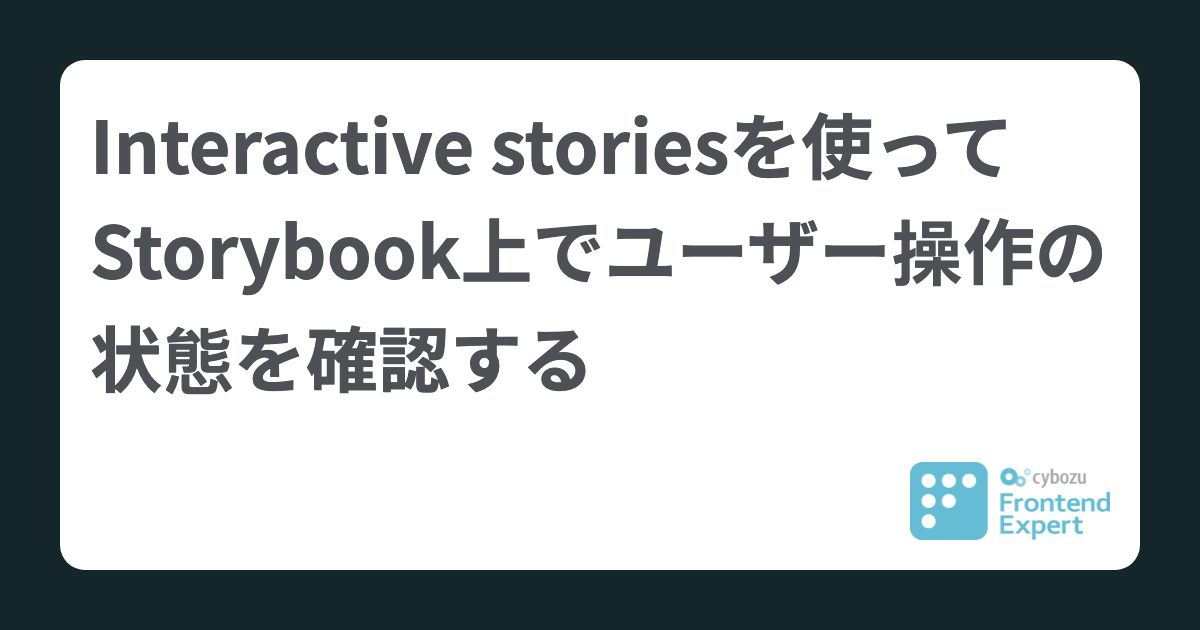 Interactive storiesを使って
Storybook上でユーザー操作の
状態を確認する
cybozu
Frontend
Expert